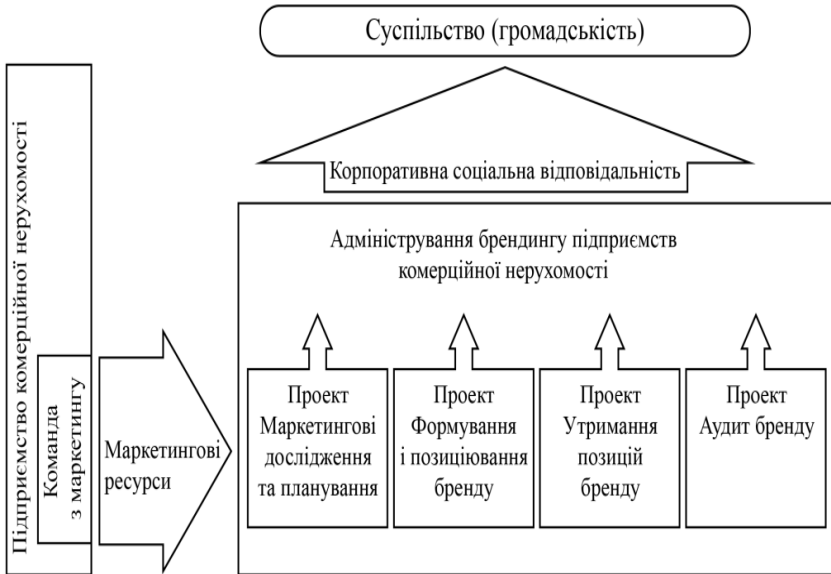 Суспільство (громадськість)
Корпоративна соціальна відповідальність
Підприємство комерційної нерухомості
Команда
з маркетингу
Маркетингові
ресурси
Адміністрування брендингу підприємств
комерційної нерухомості
Проект
Маркетингові
дослідження
та планування
Проект
Формування
і позиціювання
бренду
Проект
Утримання
позицій
бренду
Проект
Аудит бренду